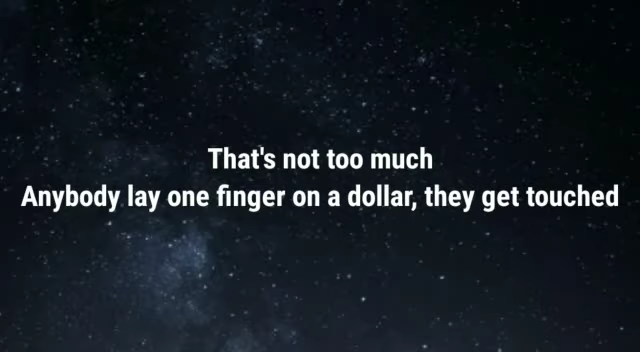 That's not too much
Anybody lay one finger on a dollar, they get touched